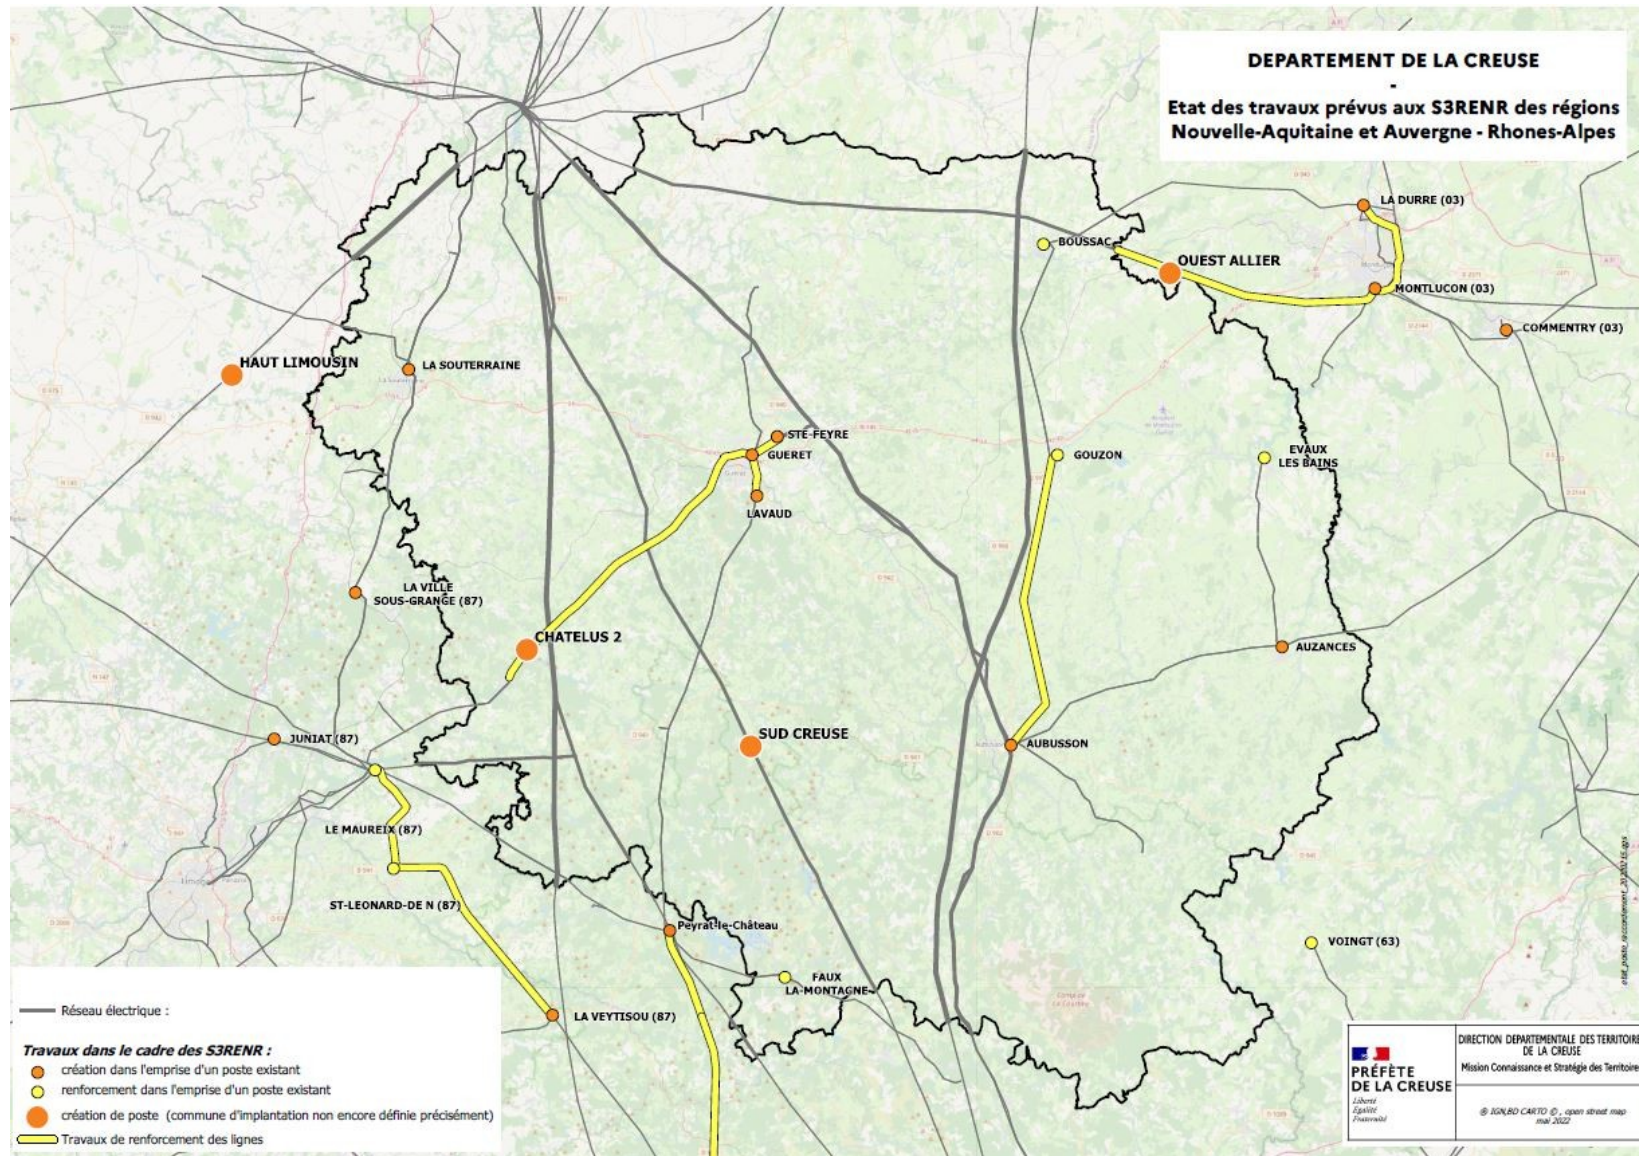 DEPARTEMENT DE LA CREUSE
-
Etat des travaux prévus aux S3RENR des régions
Nouvelle-Aquitaine et Auvergne - Rhones-Alpes
LA DURRE (03)
BOUSSAC
OUEST ALLIER
MONTLUCON (03)
COMMENTRY (03)
HAUT LIMOUSIN
LA SOUTERRAINE
STE-FEYRE
GUERET
GOUZON
EVAUX
LES BAINS
LAVAUD
LA VILLE
SOUS-GRANGE (87)
CHATELUS 2
AUZANCES
JUNIAT (87)
SUD CREUSE
AUBUSSON
LE MAUREIX (87)
ST-LEONARD-DE N (87)
Peyrat-le-Château
VOINGT (63)
FAUX
LA-MONTAGNE
LA VEYTISOU (87)
Réseau électrique :
Travaux dans le cadre des S3RENR :
création dans l'emprise d'un poste existant
renforcement dans l'emprise d'un poste existant
création de poste (commune d'implantation non encore définie précisément)
Travaux de renforcement des lignes
PRÉFÈTE
DE LA CREUSE
Liberté
Égalité
Fraternité
DIRECTION DEPARTEMENTALE DES TERRITOIRE
DE LA CREUSE
Mission Connaissance et Stratégie des Territoire
® IGN,BD CARTO © , open street map
mai 2022